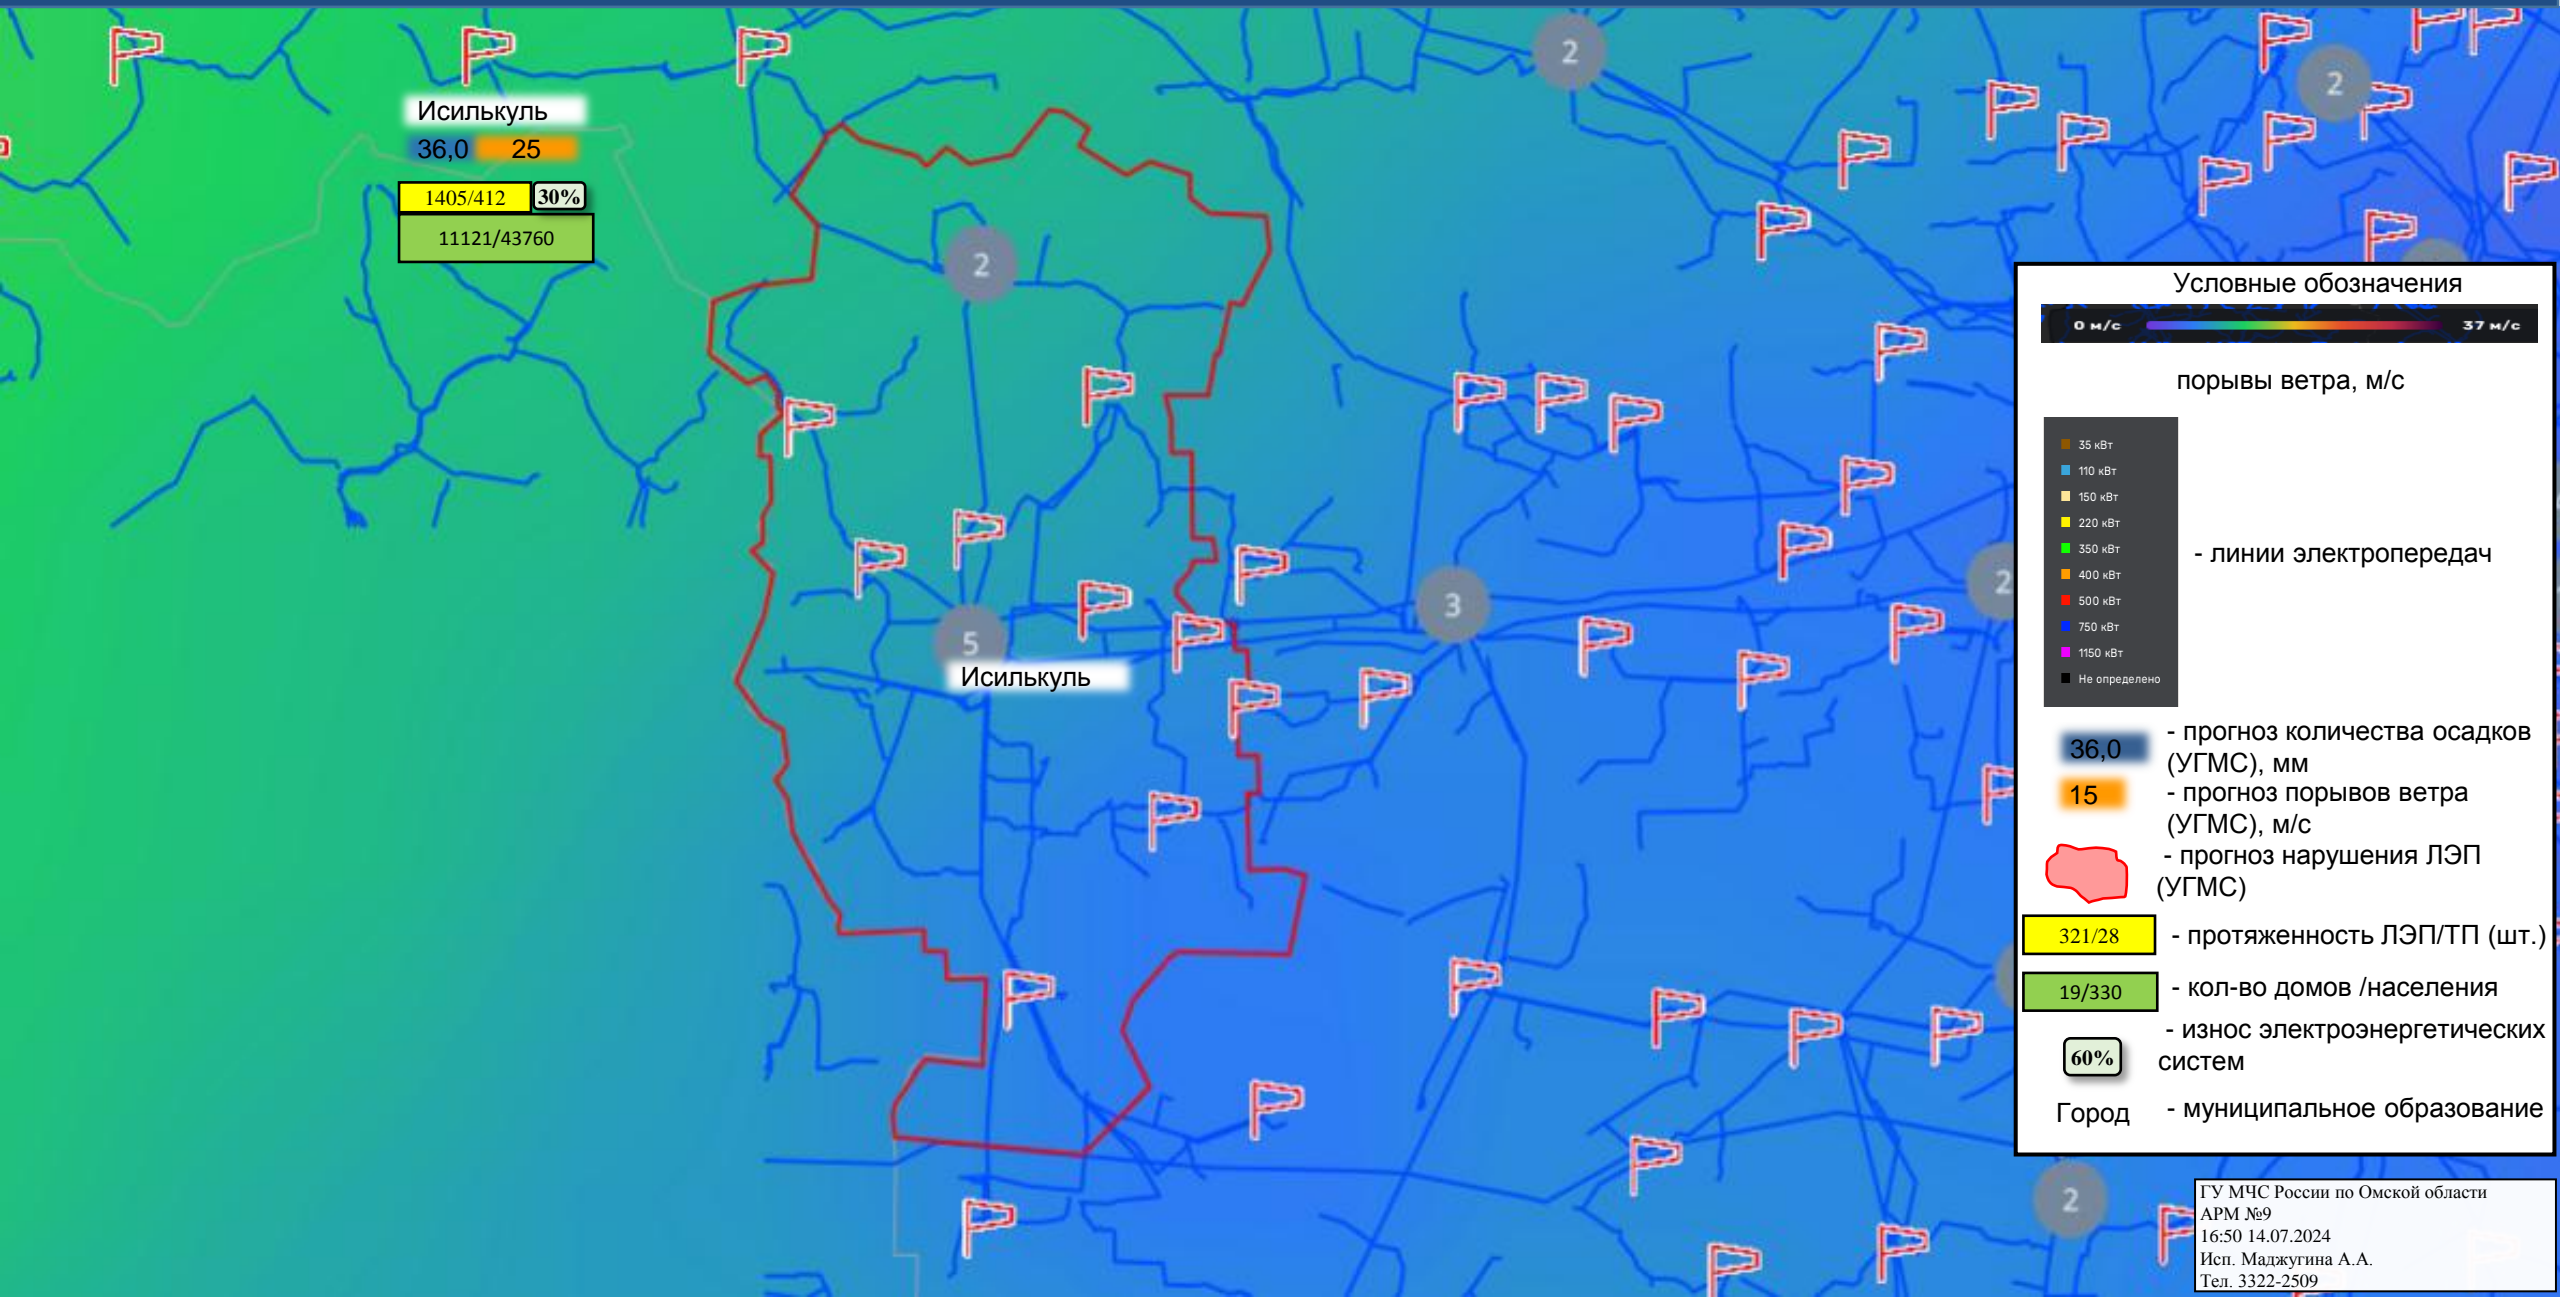 2
2
Исилькуль
36,0 25
1405/412 30%
11121/43760
2
3
2
5
Исилькуль
2
Условные обозначения
0 м/с 37 м/с
порывы ветра, м/с
35 кВт
110 кВт
150 кВт
220 кВт
350 кВт
400 кВт
500 кВт
750 кВт
1150 кВт
Не определено
- линии электропередач
36,0 - прогноз количества осадков
(УГМС), мм
15 - прогноз порывов ветра
(УГМС), м/с
- прогноз нарушения ЛЭП
(УГМС)
321/28 - протяженность ЛЭП/ТП (шт.)
19/330 - кол-во домов /населения
60% - износ электроэнергетических
систем
Город - муниципальное образование
ГУ МЧС России по Омской области
АРМ №9
16:50 14.07.2024
Исп. Маджугина А.А.
Тел. 3322-2509